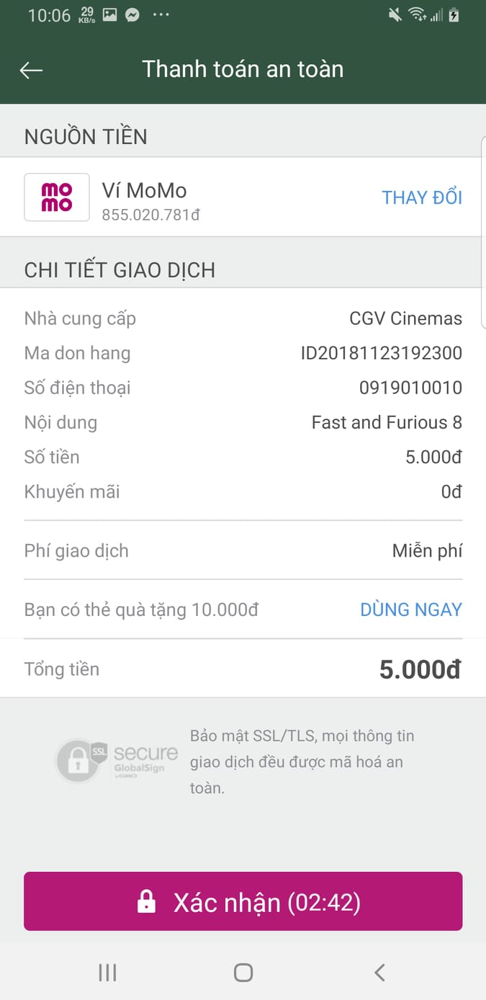 10:06 29 KB/s
Thanh toán an toàn
NGUỒN TIỀN
mo
mo
Ví MoMo
855.020.781đ
THAY ĐỔI
CHI TIẾT GIAO DỊCH
Nhà cung cấp CGV Cinemas
Ma don hang ID20181123192300
Số điện thoại 0919010010
Nội dung Fast and Furious 8
Số tiền 5.000đ
Khuyến mãi 0đ
Phí giao dịch Miễn phí
Bạn có thẻ quà tặng 10.000đ DÙNG NGAY
Tổng tiền 5.000đ
SSL secure
GlobalSign
by GMO
Bảo mật SSL/TLS, mọi thông tin
giao dịch đều được mã hoá an
toàn.
Xác nhận (02:42)